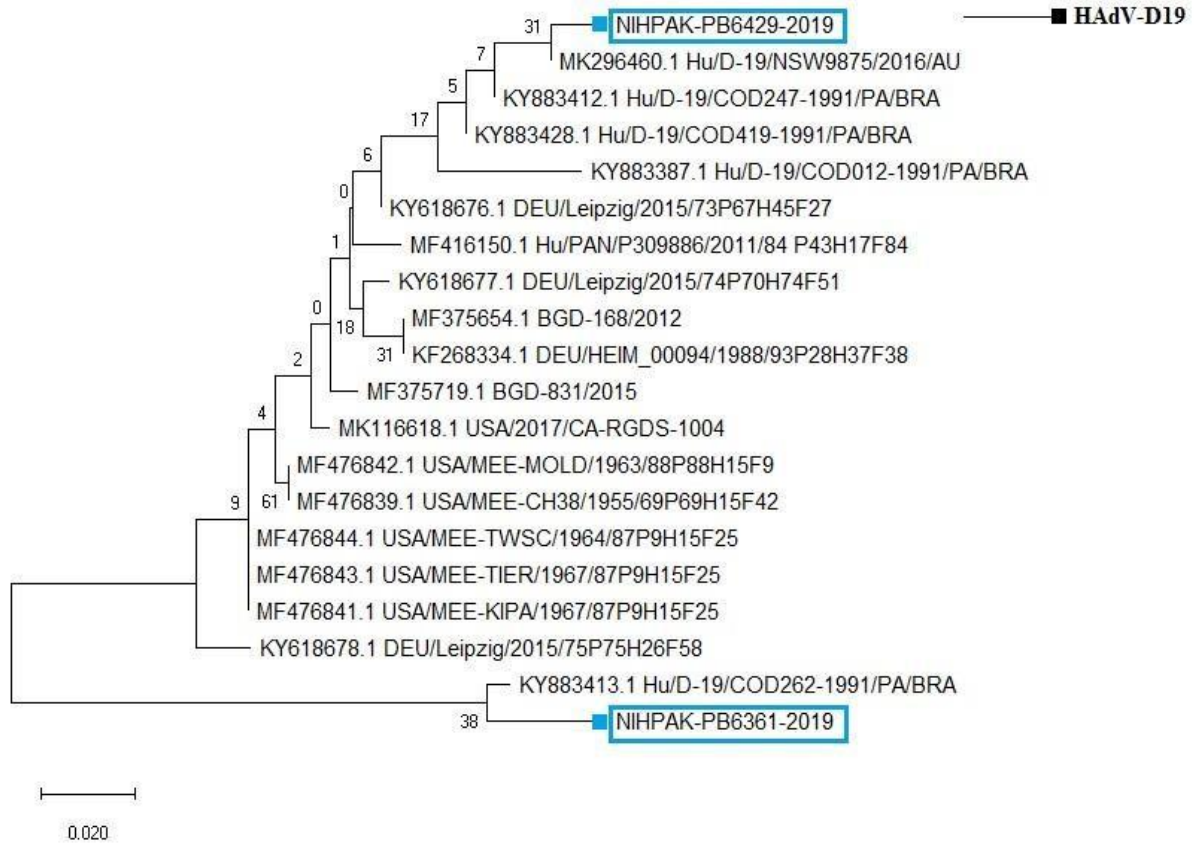 31
NIHPAK-PB6429-2019
HAdV-D19
7
MK296460.1 Hu/D-19/NSW9875/2016/AU
5
KY883412.1 Hu/D-19/COD247-1991/PA/BRA
17
KY883428.1 Hu/D-19/COD419-1991/PA/BRA
6
KY883387.1 Hu/D-19/COD012-1991/PA/BRA
0
KY618676.1 DEU/Leipzig/2015/73P67H45F27
1
MF416150.1 Hu/PAN/P309886/2011/84 P43H17F84
KY618677.1 DEU/Leipzig/2015/74P70H74F51
0
18
MF375654.1 BGD-168/2012
31
KF268334.1 DEU/HEIM_00094/1988/93P28H37F38
2
MF375719.1 BGD-831/2015
4
MK116618.1 USA/2017/CA-RGDS-1004
MF476842.1 USA/MEE-MOLD/1963/88P88H15F9
9
61
MF476839.1 USA/MEE-CH38/1955/69P69H15F42
MF476844.1 USA/MEE-TWSC/1964/87P9H15F25
MF476843.1 USA/MEE-TIER/1967/87P9H15F25
MF476841.1 USA/MEE-KIPA/1967/87P9H15F25
KY618678.1 DEU/Leipzig/2015/75P75H26F58
KY883413.1 Hu/D-19/COD262-1991/PA/BRA
38
NIHPAK-PB6361-2019
0.020